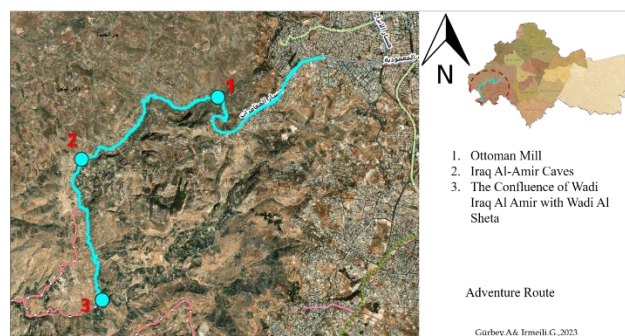 1
2
3
N
1. Ottoman Mill
2. Iraq Al-Amir Caves
3. The Confluence of Wadi
Iraq Al Amir with Wadi Al
Sheta
Adventure Route
Gürbey.A& Irmeili.G.,2023